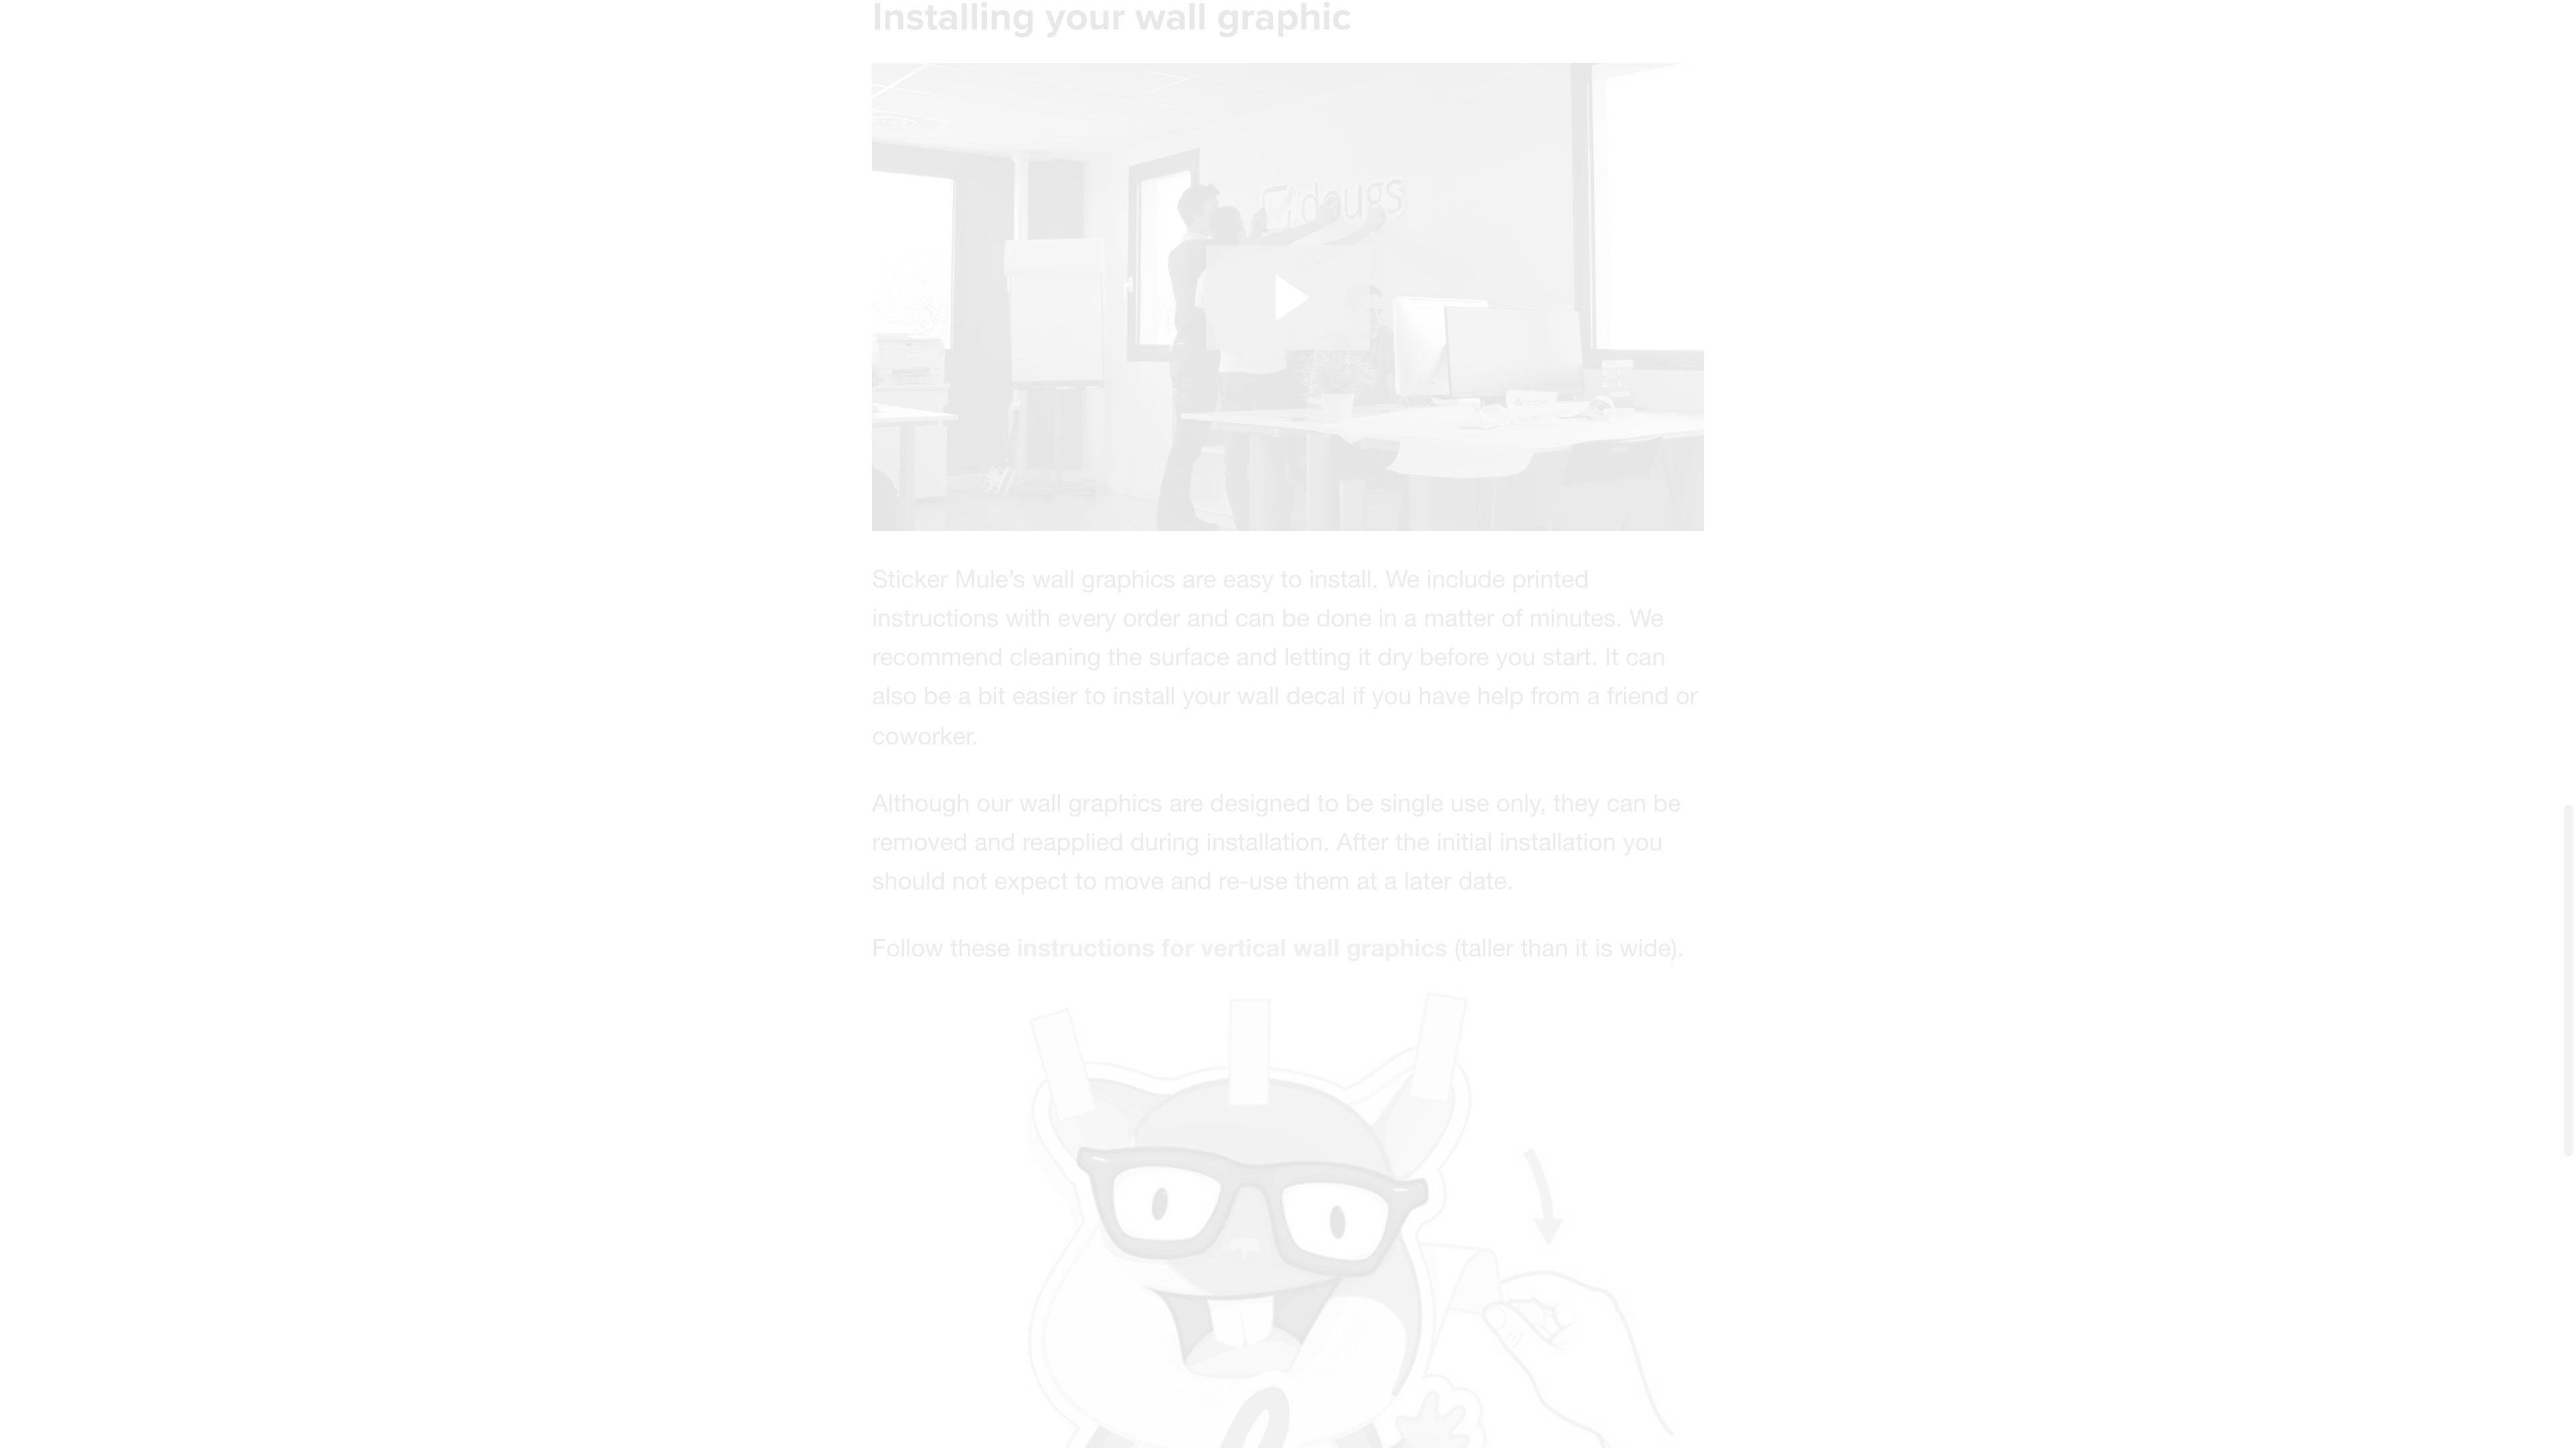 Installing your wall graphic
dougs
Sticker Mule’s wall graphics are easy to install. We include printed
instructions with every order and can be done in a matter of minutes. We
recommend cleaning the surface and letting it dry before you start. It can
also be a bit easier to install your wall decal if you have help from a friend or
coworker.
Although our wall graphics are designed to be single use only, they can be
removed and reapplied during installation. After the initial installation you
should not expect to move and re-use them at a later date.
Follow these instructions for vertical wall graphics (taller than it is wide).